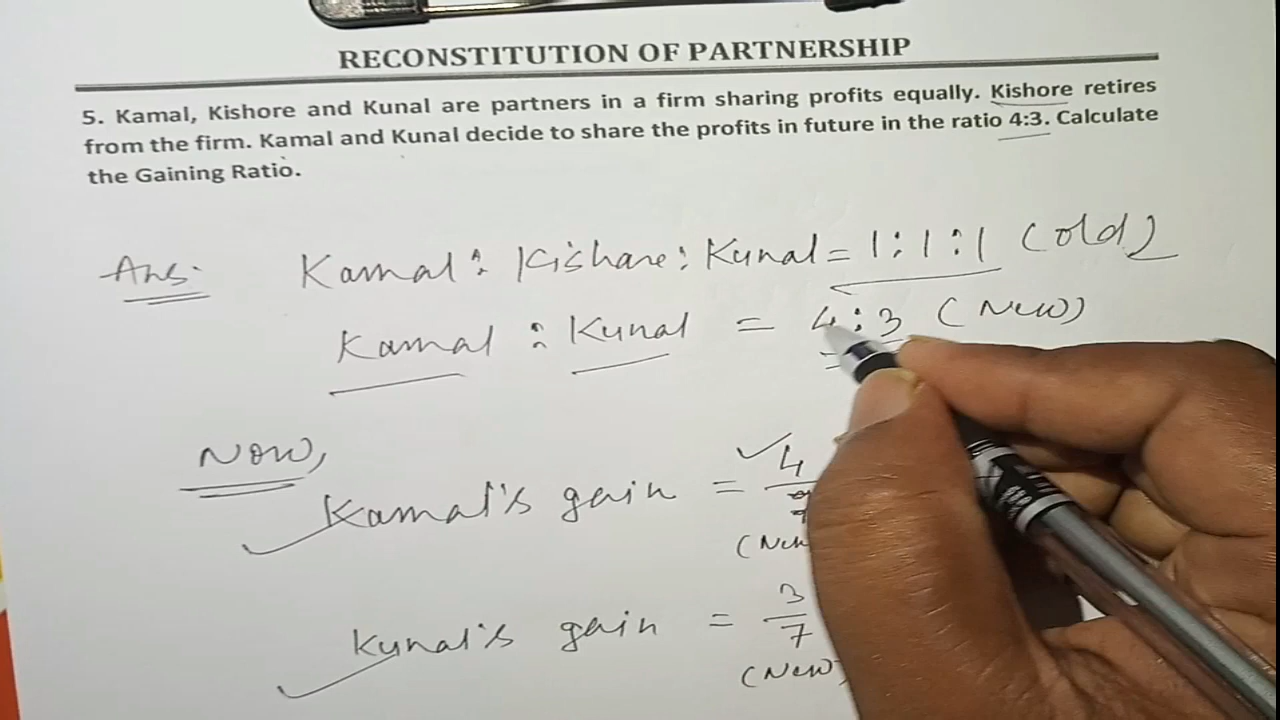 RECONSTITUTION OF PARTNERSHIP
5. Kamal, Kishore and Kunal are partners in a firm sharing profits equally. Kishore retires
from the firm. Kamal and Kunal decide to share the profits in future in the ratio 4:3. Calculate
the Gaining Ratio.
Ans:
Kamal : Kishare : Kunal = 1:1:1 (old)
Kamal : Kunal = 4:3 (New)
Now,
Kamal's gain = 4
(New
Kunal's gain = 3/7
(New)